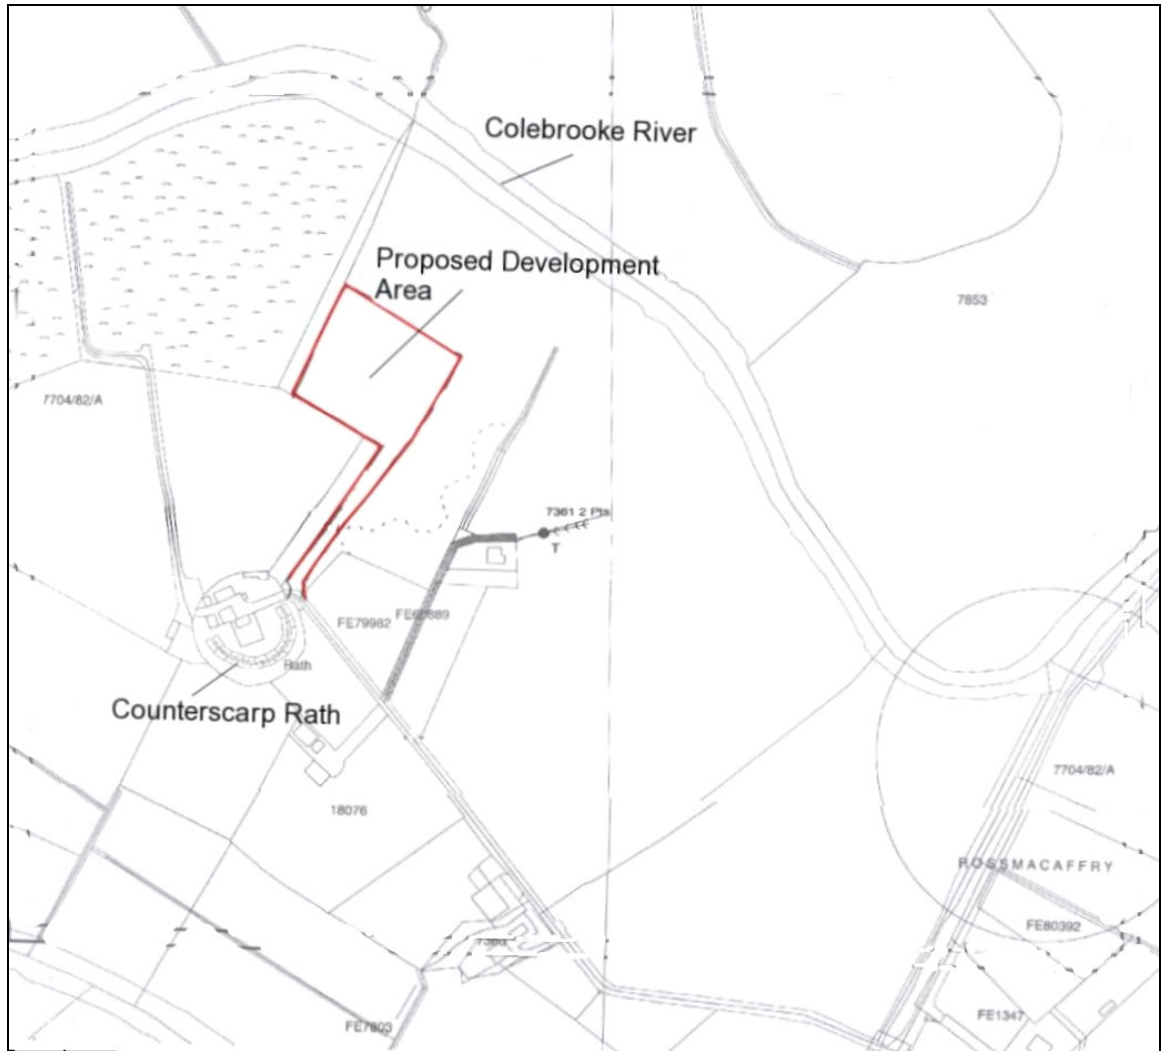 Colebrooke River
Proposed Development
Area
7853
7704/82/A
7361 2 Pts
T
FE79982
Rath
Counterscarp Rath
18076
7704/82/A
ROSSMACAFFRY
FE80392
FE1347